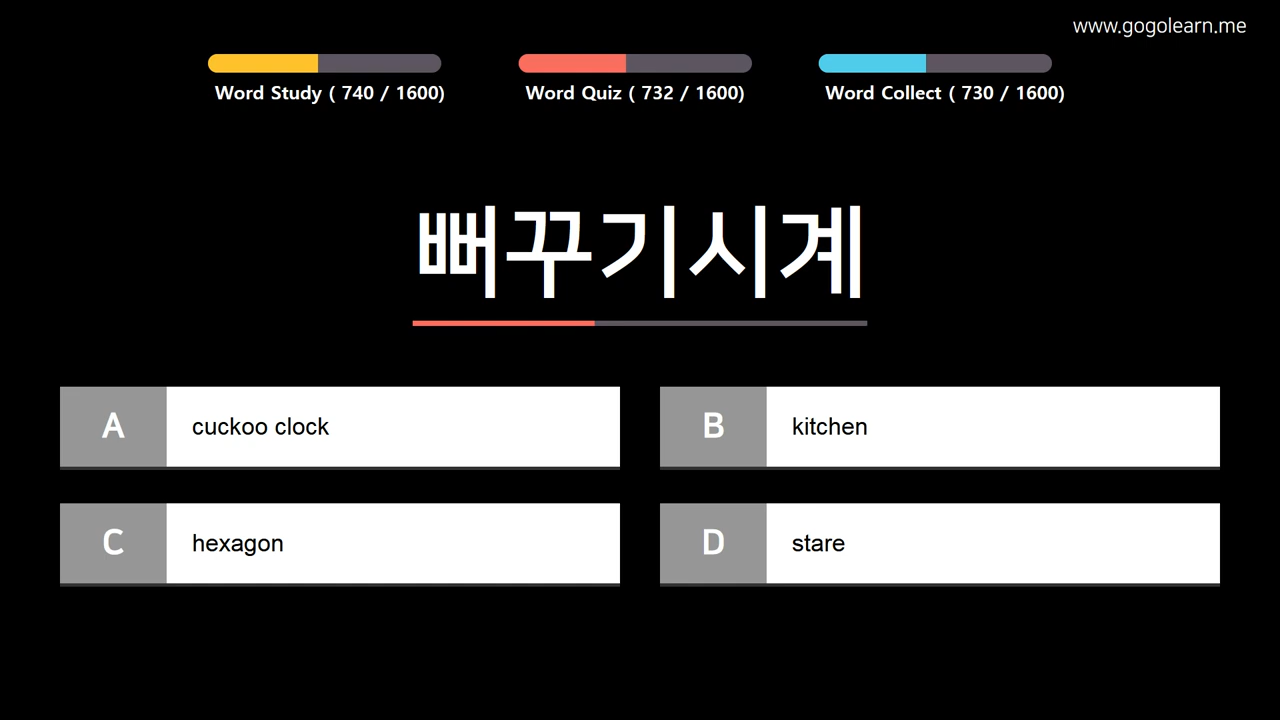 www.gogolearn.me
Word Study ( 740 / 1600)
Word Quiz ( 732 / 1600)
Word Collect ( 730 / 1600)
뻐꾸기시계
A cuckoo clock
B kitchen
C hexagon
D stare